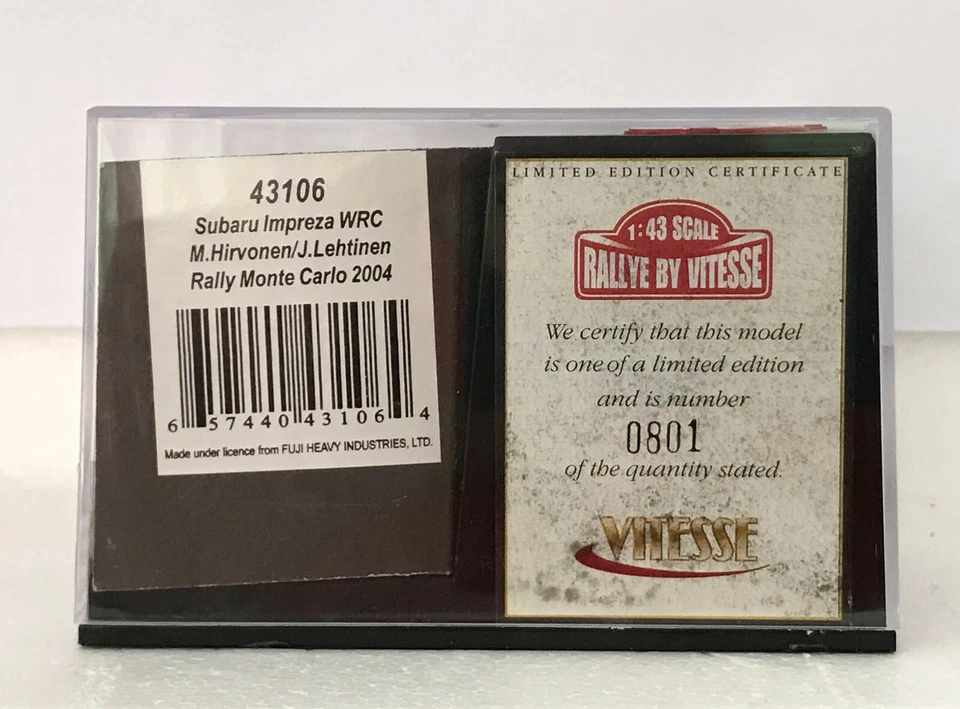 43106
Subaru Impreza WRC
M.Hirvonen/J.Lehtinen
Rally Monte Carlo 2004
6 57440 43106 4
Made under licence from FUJI HEAVY INDUSTRIES, LTD.
LIMITED EDITION CERTIFICATE
1:43 SCALE
RALLYE BY VITESSE
We certify that this model
is one of a limited edition
and is number
0801
of the quantity stated.
VITESSE